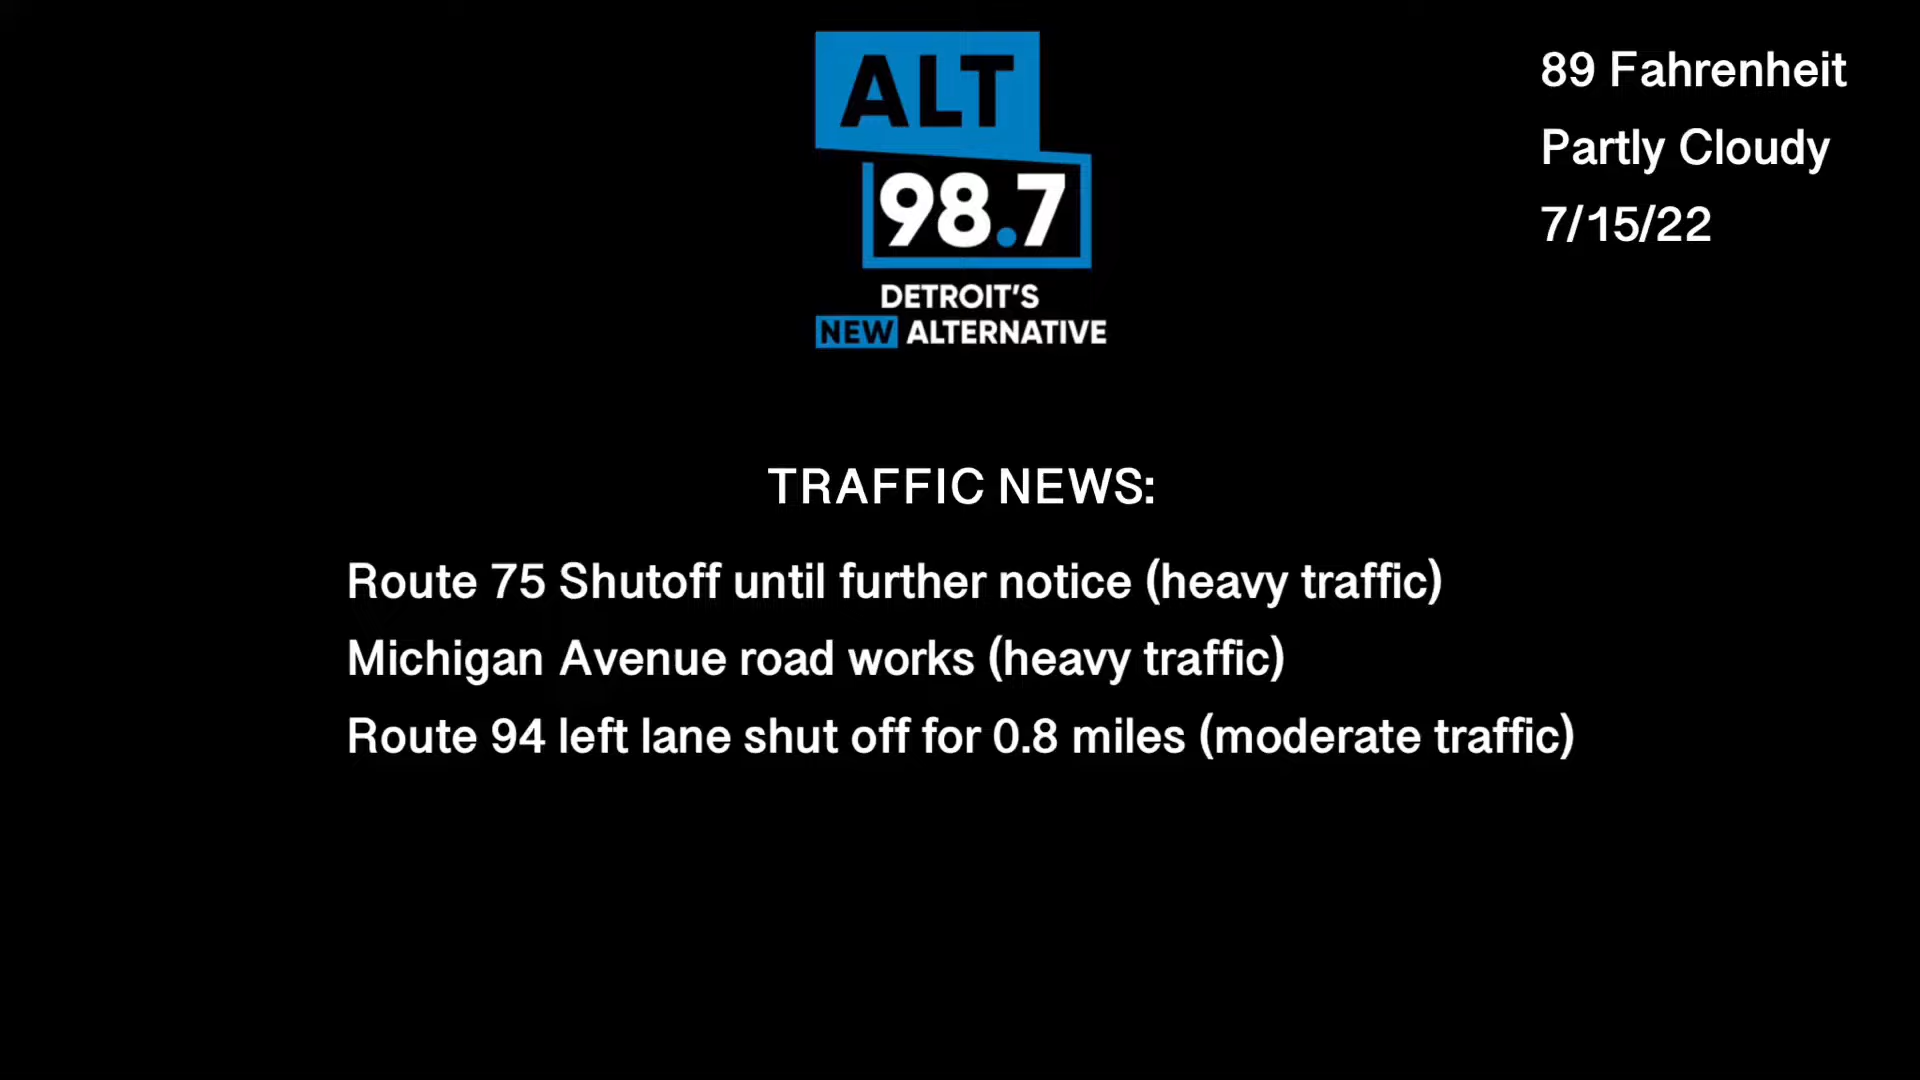 ALT
98.7
DETROIT'S
NEW ALTERNATIVE
89 Fahrenheit
Partly Cloudy
7/15/22
TRAFFIC NEWS:
Route 75 Shutoff until further notice (heavy traffic)
Michigan Avenue road works (heavy traffic)
Route 94 left lane shut off for 0.8 miles (moderate traffic)